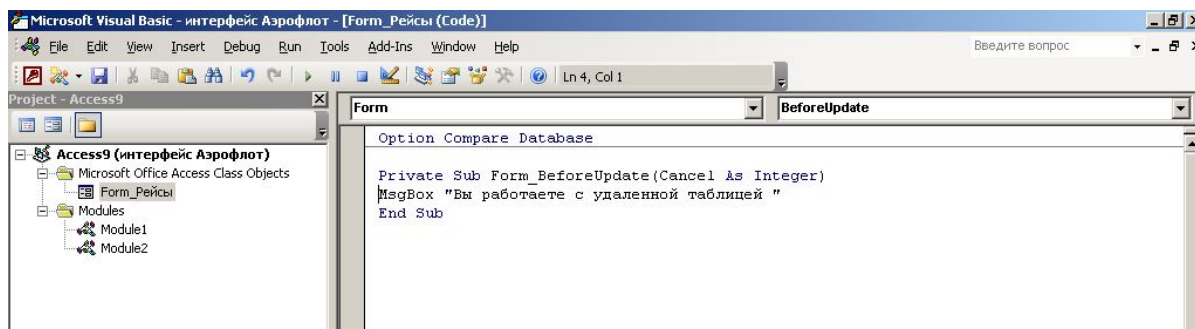 Microsoft Visual Basic - интерфейс Аэрофлот - [Form_Рейсы (Code)]
File Edit View Insert Debug Run Tools Add-Ins Window Help Введите вопрос
Ln 4, Col 1
Project - Access9
Form BeforeUpdate
Option Compare Database
Access9 (интерфейс Аэрофлот)
Microsoft Office Access Class Objects
Form_Рейсы
Modules
Module1
Module2
Private Sub Form_BeforeUpdate(Cancel As Integer)
MsgBox "Вы работаете с удаленной таблицей "
End Sub